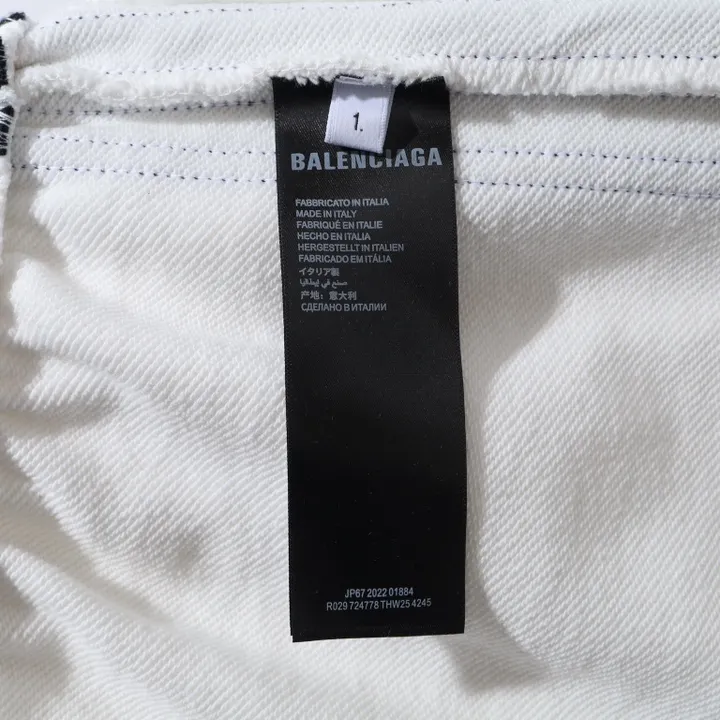 1.
BALENCIAGA
FABBRICATO IN ITALIA
MADE IN ITALY
FABRIQUÉ EN ITALIE
HECHO EN ITALIA
HERGESTELLT IN ITALIEN
FABRICADO EM ITÁLIA
イタリア製
صنع في إيطاليا
产地：意大利
СДЕЛАНО В ИТАЛИИ
JP67 2022 01884
R029 724778 THW25 4245